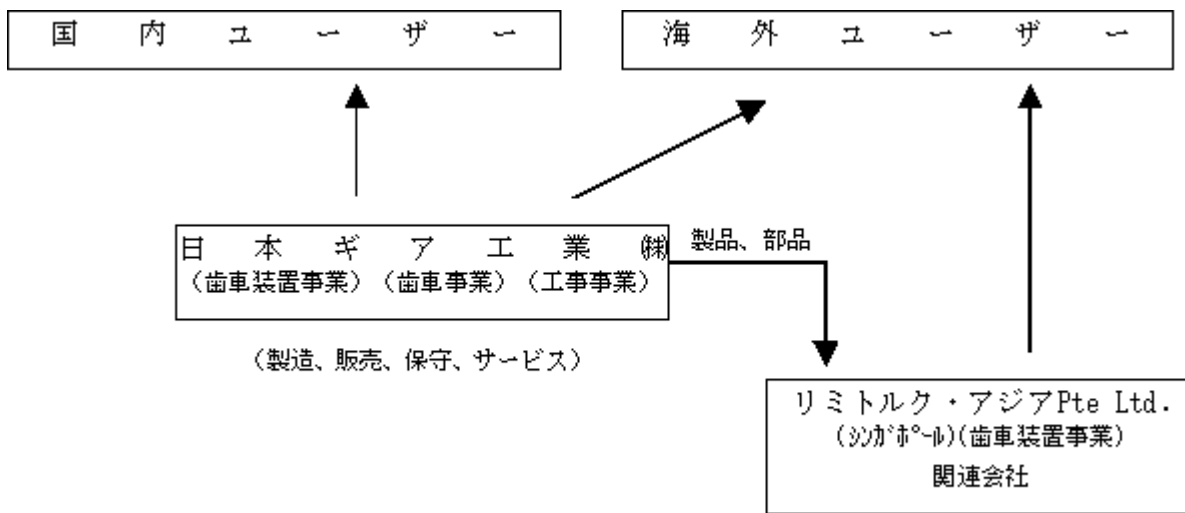 国内ユーザー
海外ユーザー
日本ギア工業㈱
製品、部品
(歯車装置事業)(歯車事業)(工事事業)
(製造、販売、保守、サービス)
リミトルク・アジアPte Ltd.
(ｼﾝｶﾞﾎﾟｰﾙ)(歯車装置事業)
関連会社